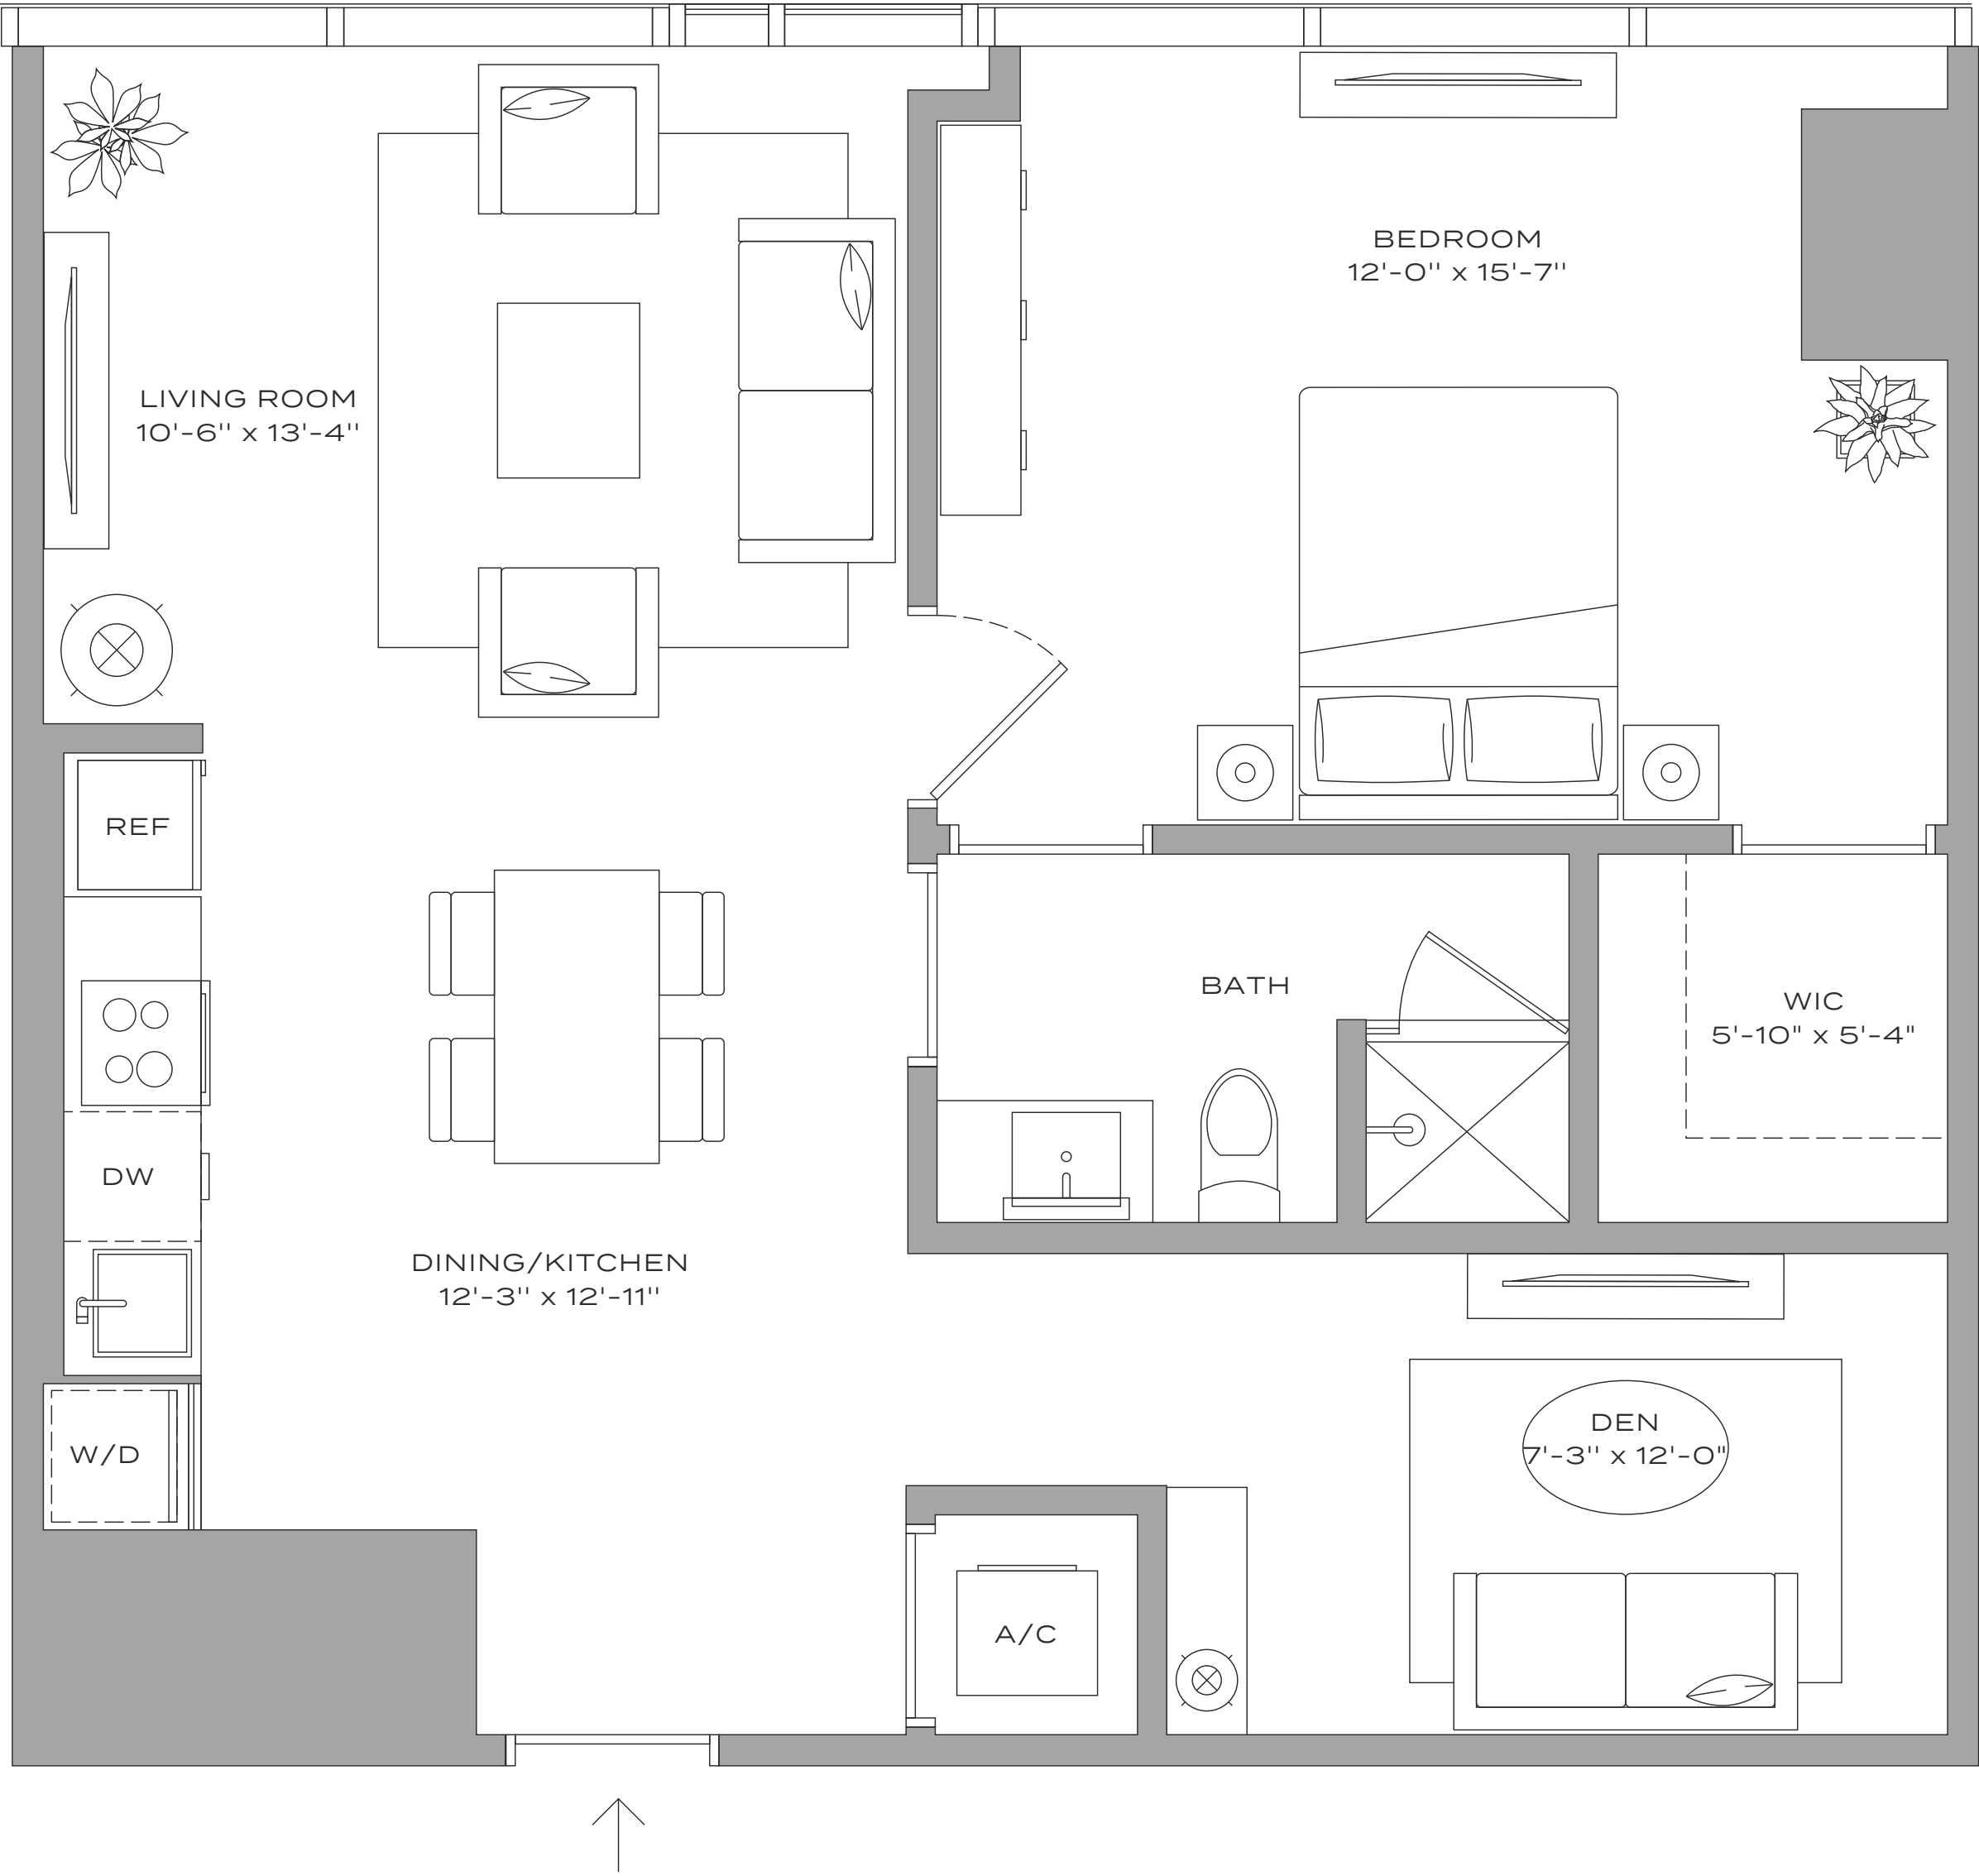 BEDROOM
12'-0" x 15'-7"
LIVING ROOM
10'-6" x 13'-4"
REF
BATH
WIC
5'-10" x 5'-4"
DW
DINING/KITCHEN
12'-3" x 12'-11"
DEN
7'-3" x 12'-0"
W/D
A/C